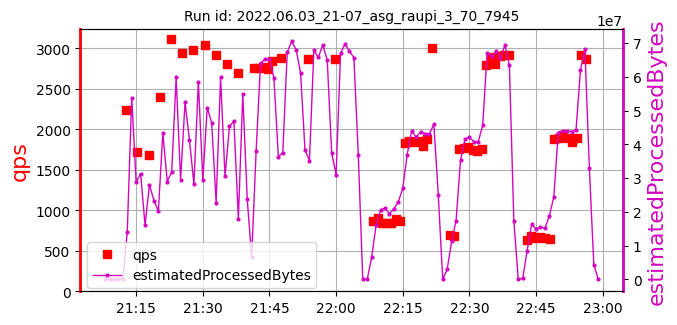 Run id: 2022.06.03_21-07_asg_raupi_3_70_7945
1e7
3000
2500
2000
1500
1000
500
0
qps
7
6
5
4
3
2
1
0
estimatedProcessedBytes
qps
estimatedProcessedBytes
21:15 21:30 21:45 22:00 22:15 22:30 22:45 23:00